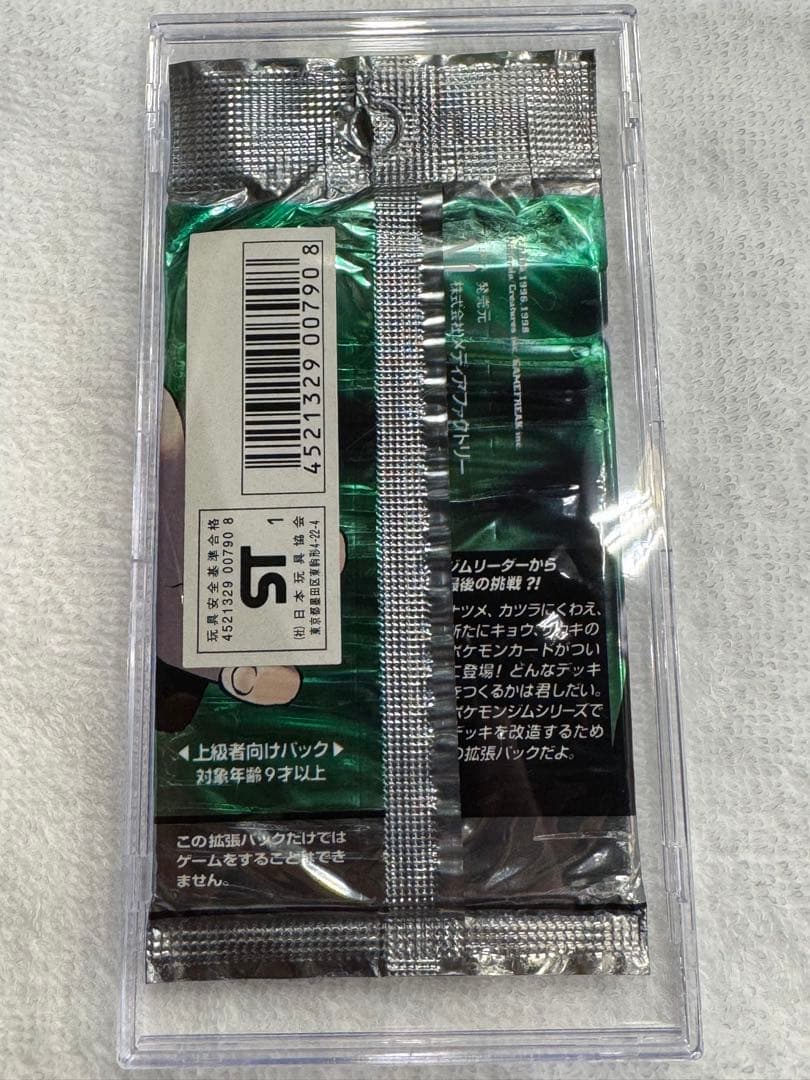 4521329 00790 8
玩具安全基準合格
4521329 00790 8
ST 1
(社)日本玩具協会
東京都墨田区東駒形4-22-4
1996,1998
Creatures inc. GAMEFREAK inc.
発売元
株式会社メディアファクトリー
ジムリーダーから
最後の挑戦?!
ナツメ、カツラにくわえ、
新たにキョウ、サカキの
ポケモンカードがつい
に登場! どんなデッキ
をつくるかは君しだい。
ポケモンジムシリーズで
デッキを改造するため
の拡張パックだよ。
◀上級者向けパック▶
対象年齢9才以上
この拡張パックだけでは
ゲームをすることはでき
ません。